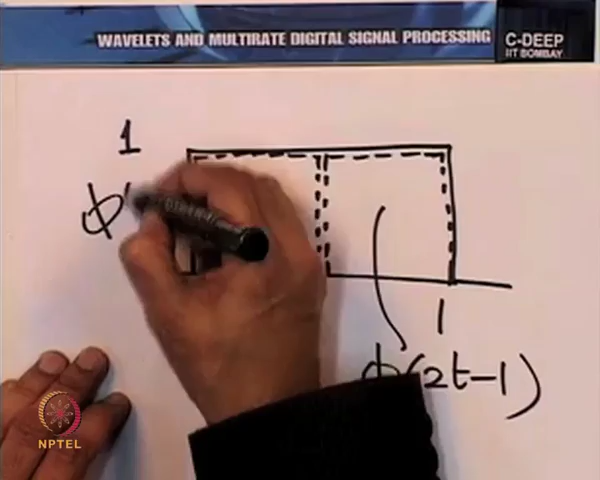 WAVELETS AND MULTIRATE DIGITAL SIGNAL PROCESSING
C-DEEP
IIT BOMBAY
1
ϕ(
1
ϕ(2t-1)
NPTEL